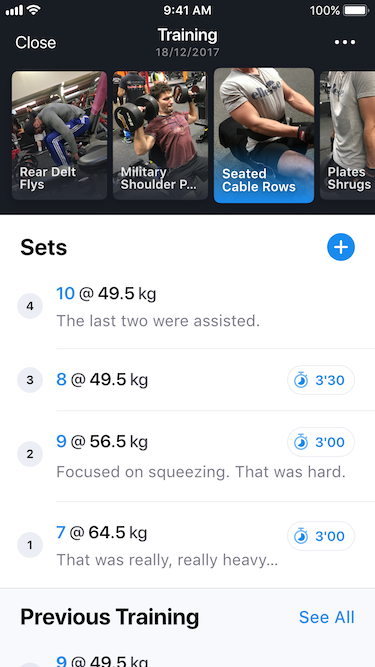 9:41 AM
100%
Close
Training
18/12/2017
Rear Delt
Flys
Military
Shoulder P...
Seated
Cable Rows
Plates
Shrugs
Sets
4
10 @ 49.5 kg
The last two were assisted.
3
8 @ 49.5 kg
3'30
2
9 @ 56.5 kg
3'00
Focused on squeezing. That was hard.
1
7 @ 64.5 kg
3'00
That was really, really heavy...
Previous Training
See All
9 @ 49.5 kg